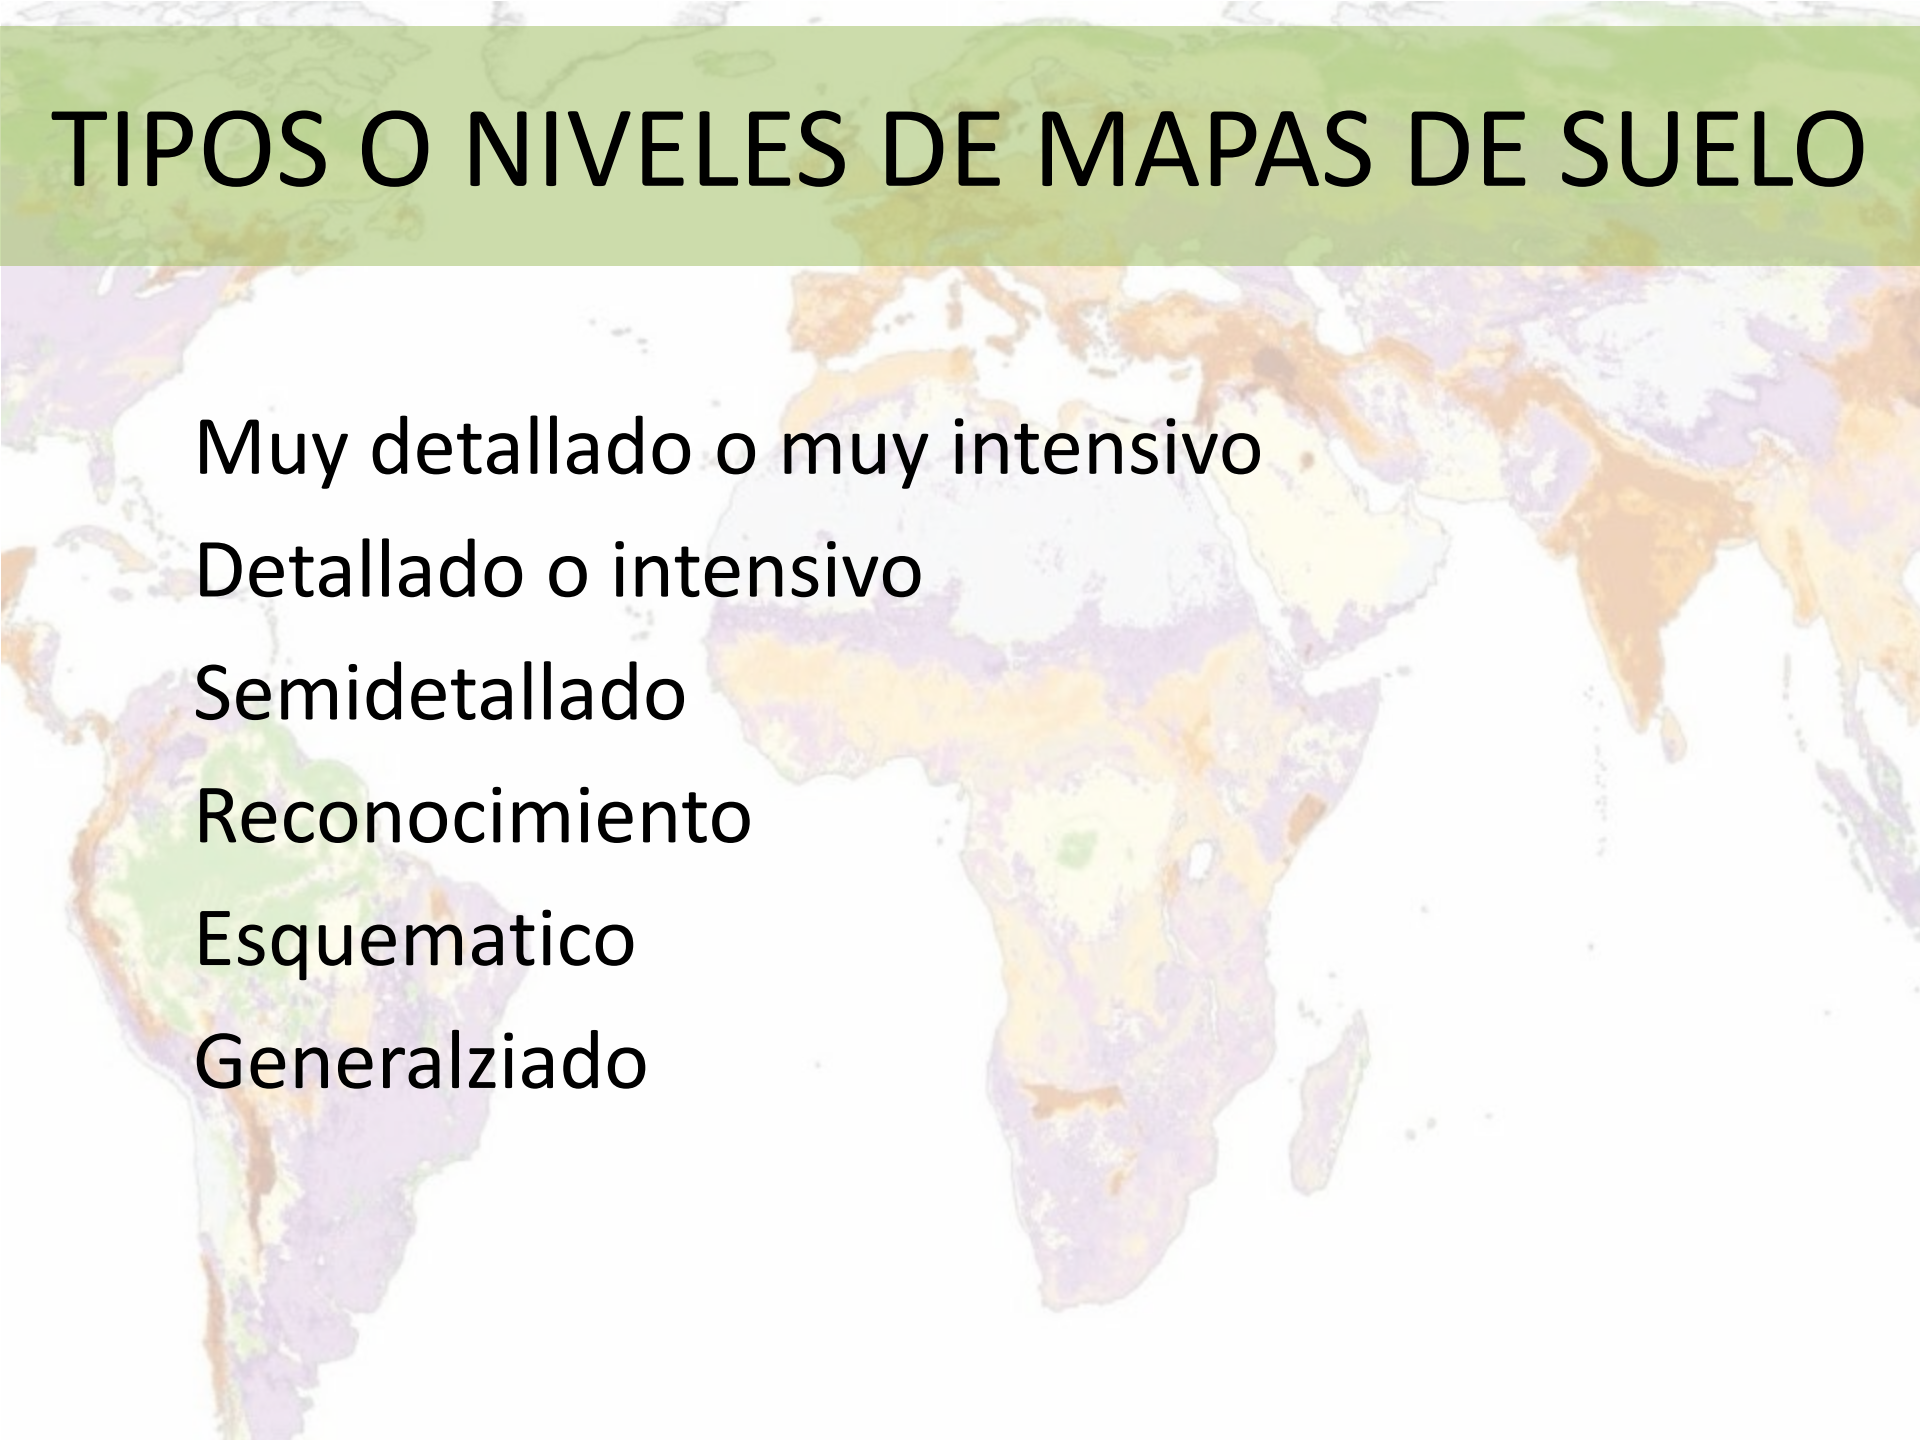 TIPOS O NIVELES DE MAPAS DE SUELO
Muy detallado o muy intensivo
Detallado o intensivo
Semidetallado
Reconocimiento
Esquematico
Generalziado